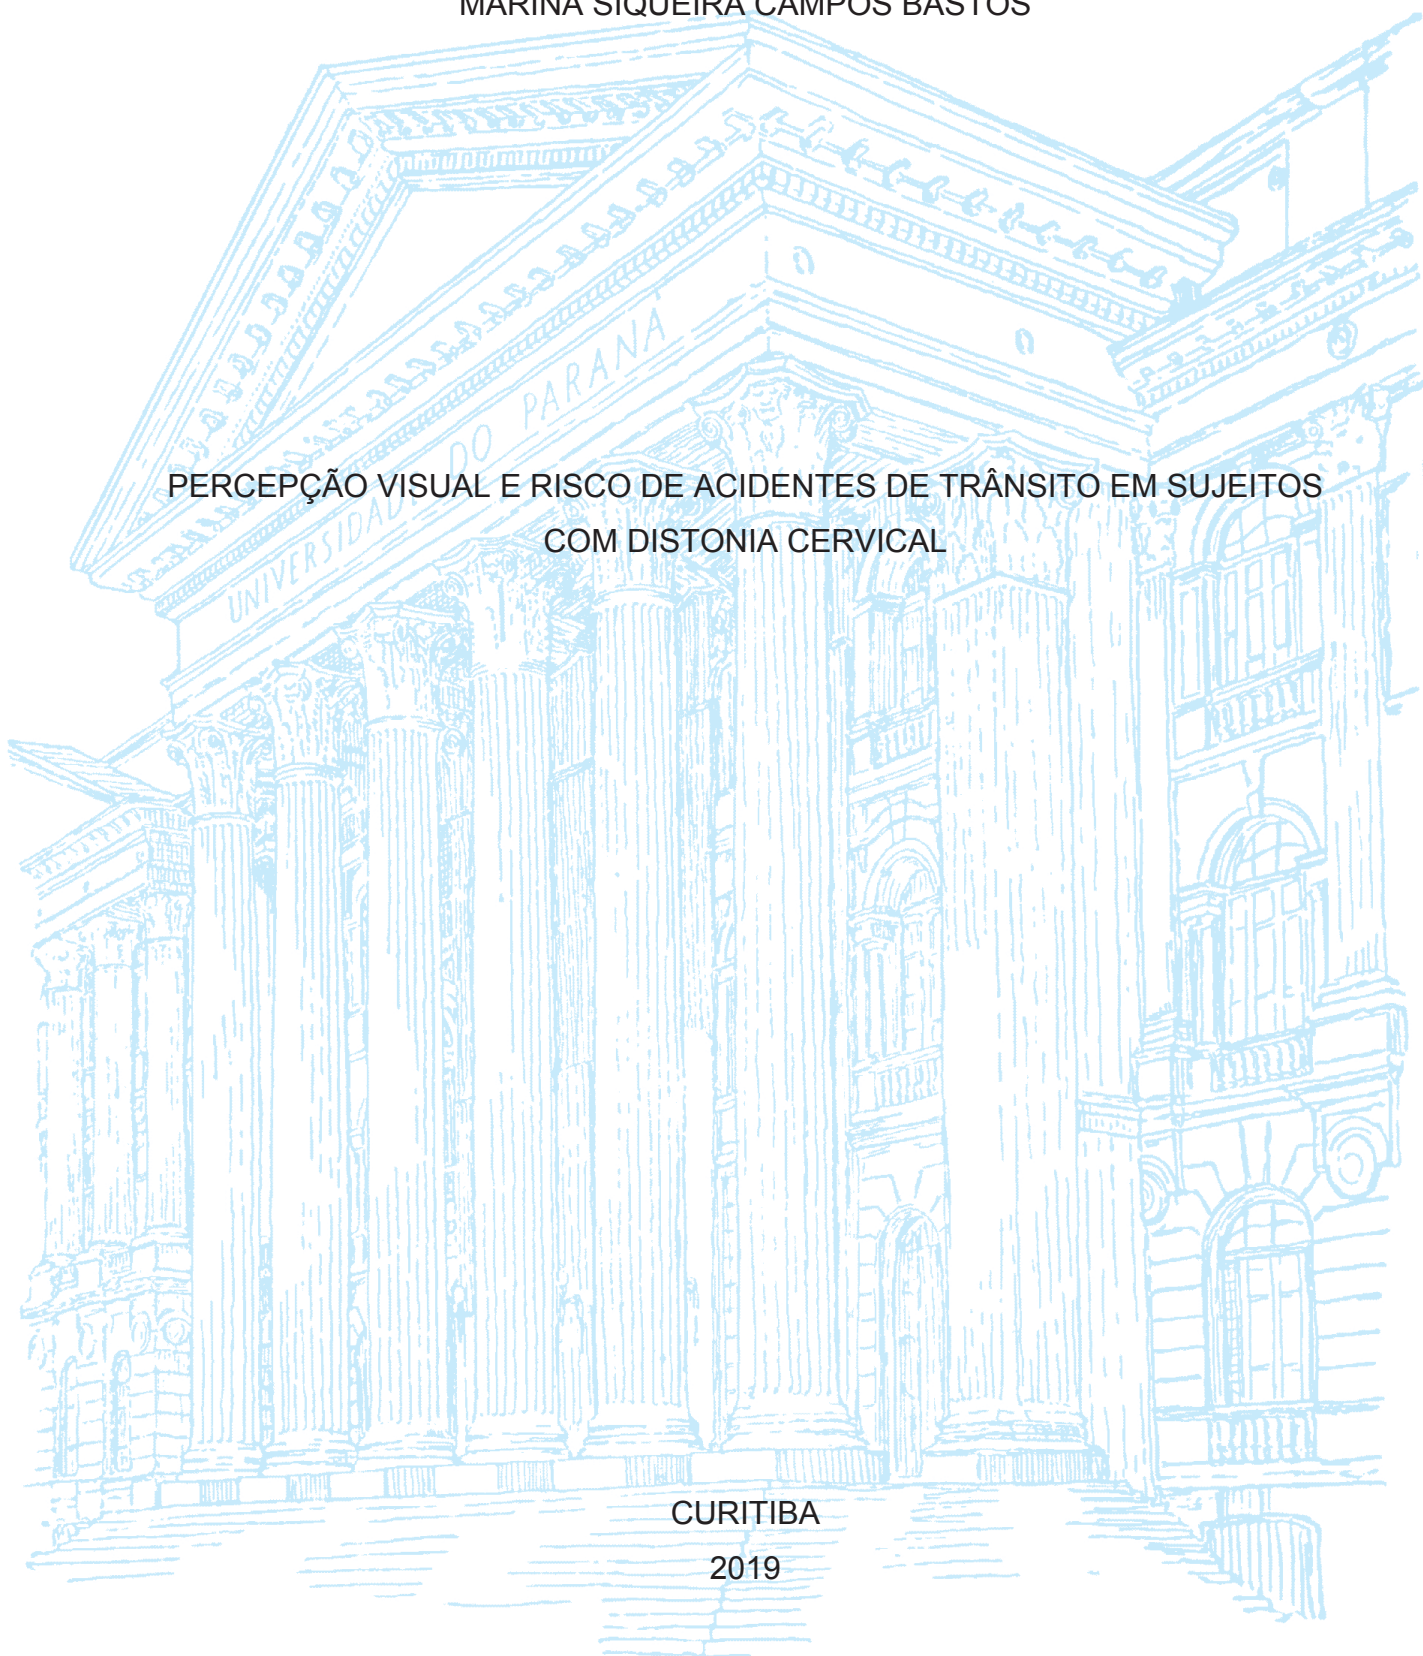 MARINA SIQUEIRA CAMPOS BASTOS
UNIVERSIDADE DO PARANÁ
PERCEPÇÃO VISUAL E RISCO DE ACIDENTES DE TRÂNSITO EM SUJEITOS
COM DISTONIA CERVICAL
CURITIBA
2019